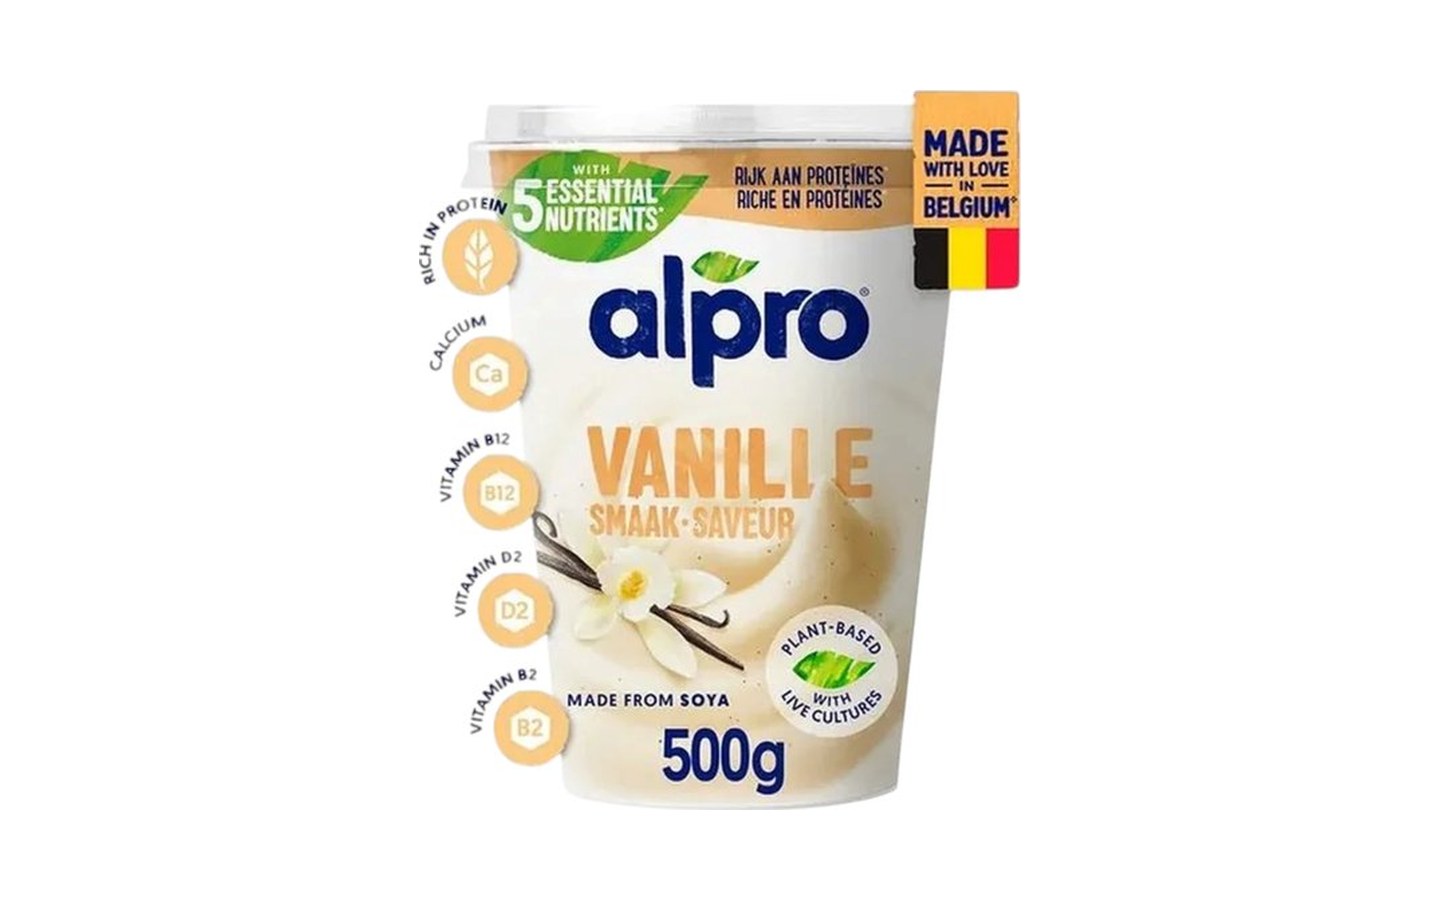 WITH
5 ESSENTIAL
NUTRIENTS*
RIJK AAN PROTEÏNES*
RICHE EN PROTÉINES*
MADE
WITH LOVE
IN
BELGIUM
alpro®
VANILLE
SMAAK•SAVEUR
RICH IN PROTEIN
CALCIUM
Ca
VITAMIN B12
B12
VITAMIN D2
D2
VITAMIN B2
B2
PLANT-BASED
WITH
LIVE CULTURES
MADE FROM SOYA
500g